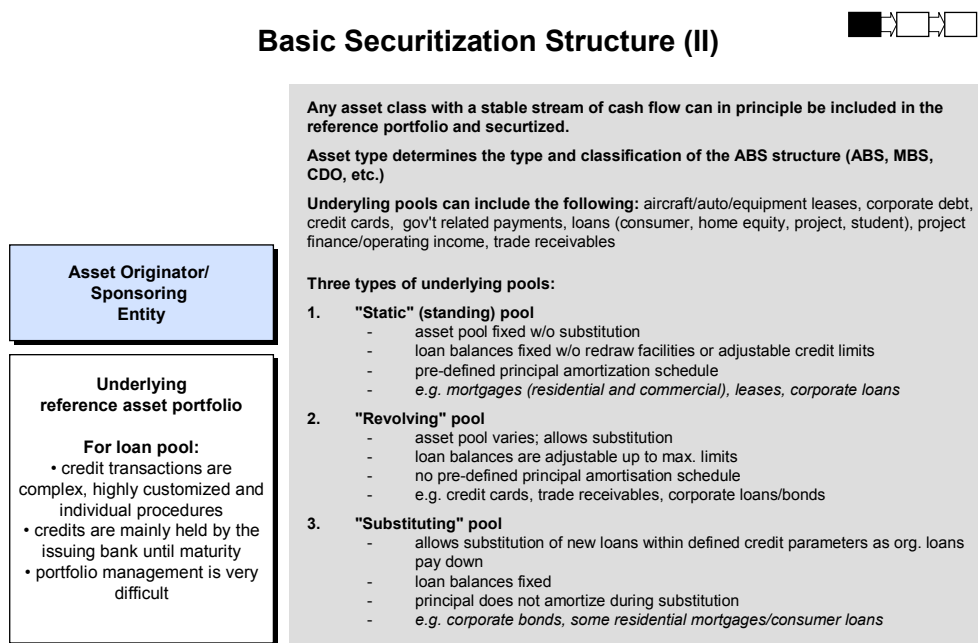 Basic Securitization Structure (II)
Any asset class with a stable stream of cash flow can in principle be included in the
reference portfolio and securtized.
Asset type determines the type and classification of the ABS structure (ABS, MBS,
CDO, etc.)
Underyling pools can include the following: aircraft/auto/equipment leases, corporate debt,
credit cards, gov't related payments, loans (consumer, home equity, project, student), project
finance/operating income, trade receivables
Three types of underlying pools:
1. "Static" (standing) pool
- asset pool fixed w/o substitution
- loan balances fixed w/o redraw facilities or adjustable credit limits
- pre-defined principal amortization schedule
- e.g. mortgages (residential and commercial), leases, corporate loans
2. "Revolving" pool
- asset pool varies; allows substitution
- loan balances are adjustable up to max. limits
- no pre-defined principal amortisation schedule
- e.g. credit cards, trade receivables, corporate loans/bonds
3. "Substituting" pool
- allows substitution of new loans within defined credit parameters as org. loans
pay down
- loan balances fixed
- principal does not amortize during substitution
- e.g. corporate bonds, some residential mortgages/consumer loans
Asset Originator/
Sponsoring
Entity
Underlying
reference asset portfolio
For loan pool:
• credit transactions are
complex, highly customized and
individual procedures
• credits are mainly held by the
issuing bank until maturity
• portfolio management is very
difficult